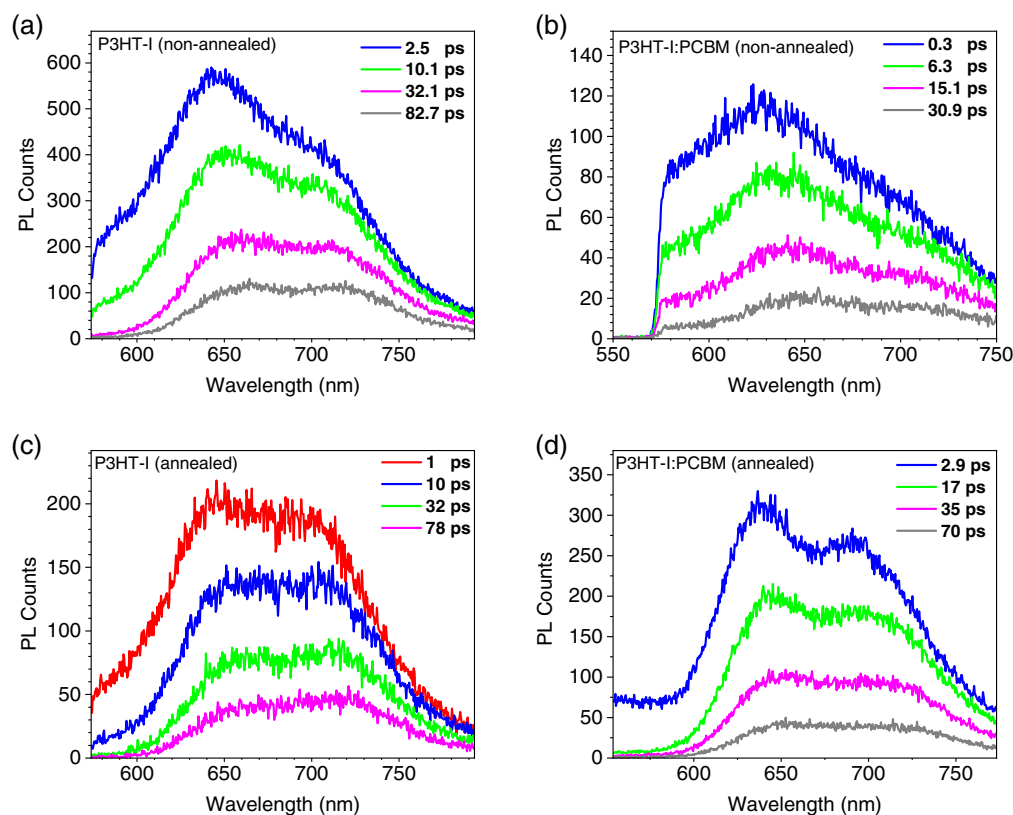 (a)
P3HT-I (non-annealed)
2.5 ps
10.1 ps
32.1 ps
82.7 ps
PL Counts
600
500
400
300
200
100
0
600 650 700 750
Wavelength (nm)
(b)
P3HT-I:PCBM (non-annealed)
0.3 ps
6.3 ps
15.1 ps
30.9 ps
PL Counts
140
120
100
80
60
40
20
0
550 600 650 700 750
Wavelength (nm)
(c)
P3HT-I (annealed)
1 ps
10 ps
32 ps
78 ps
PL Counts
200
150
100
50
0
600 650 700 750
Wavelength (nm)
(d)
P3HT-I:PCBM (annealed)
2.9 ps
17 ps
35 ps
70 ps
PL Counts
350
300
250
200
150
100
50
0
600 650 700 750
Wavelength (nm)